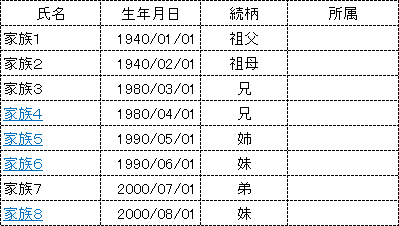 氏名 生年月日 続柄 所属
家族1 1940/01/01 祖父
家族2 1940/02/01 祖母
家族3 1980/03/01 兄
家族4 1980/04/01 兄
家族5 1990/05/01 姉
家族6 1990/06/01 妹
家族7 2000/07/01 弟
家族8 2000/08/01 妹